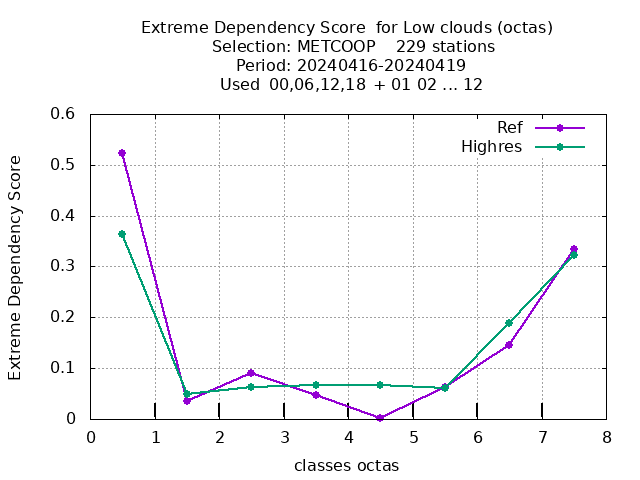 Extreme Dependency Score  for Low clouds (octas)
Selection: METCOOP    229 stations
Period: 20240416-20240419
Used  00,06,12,18  + 01 02 ... 12
Ref
Highres
Extreme Dependency Score
0.6
0.5
0.4
0.3
0.2
0.1
0
0 1 2 3 4 5 6 7 8
classes octas